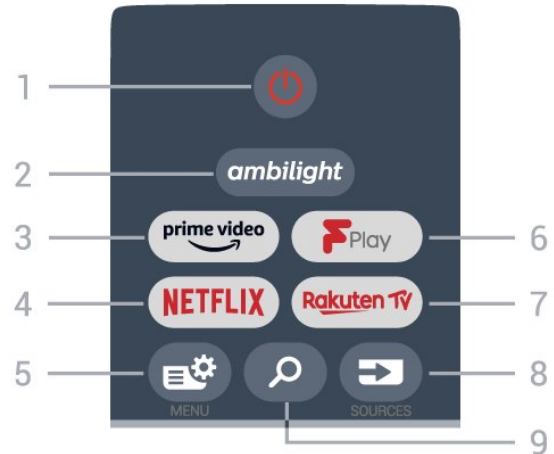 1
2
ambilight
3
prime video
F Play
6
4
NETFLIX
Rakuten TV
7
5
MENU
SOURCES
8
9